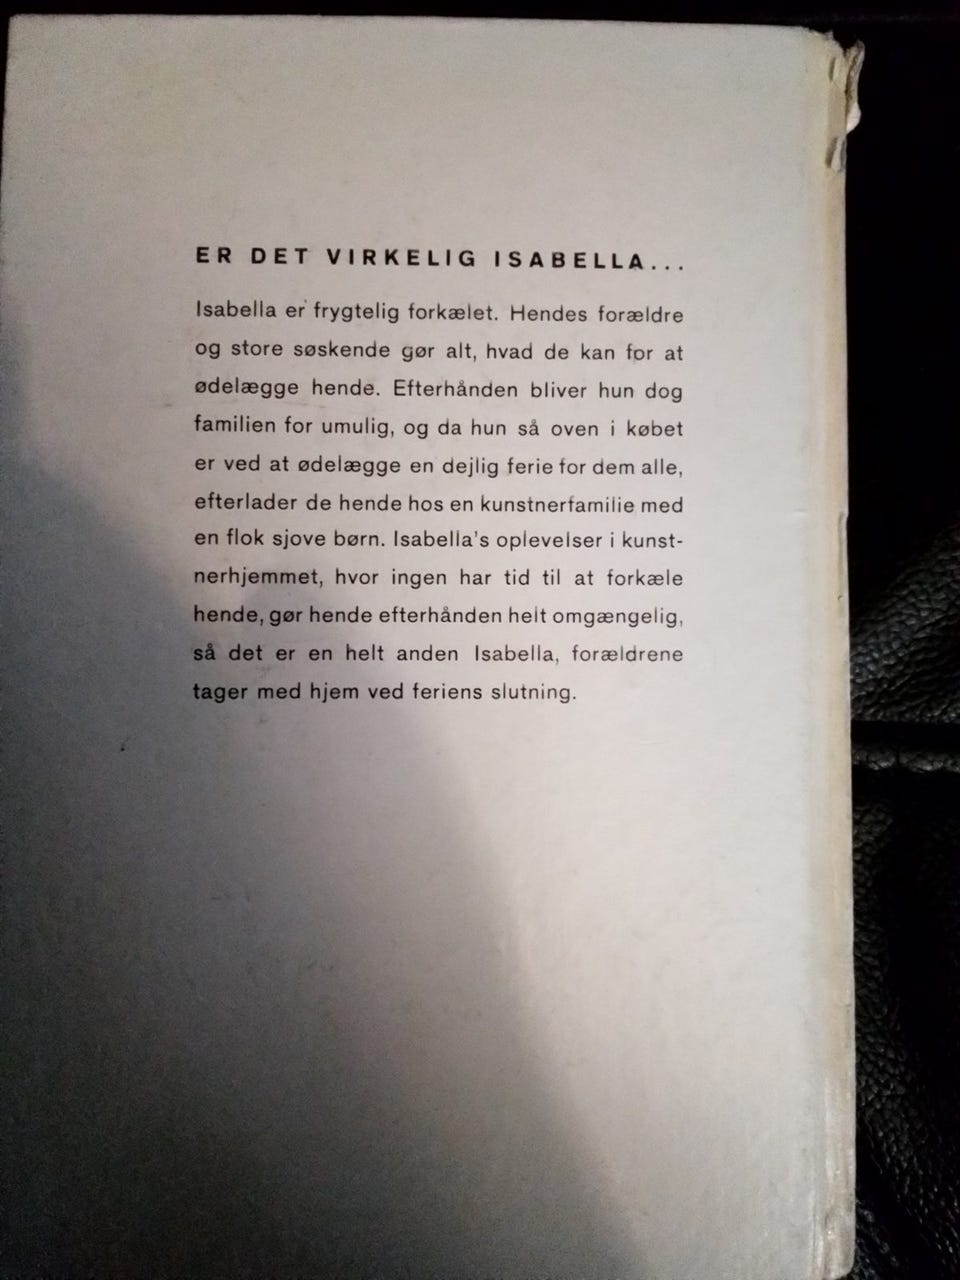 ER DET VIRKELIG ISABELLA...
Isabella er frygtelig forkælet. Hendes forældre
og store søskende gør alt, hvad de kan for at
ødelægge hende. Efterhånden bliver hun dog
familien for umulig, og da hun så oven i købet
er ved at ødelægge en dejlig ferie for dem alle,
efterlader de hende hos en kunstnerfamilie med
en flok sjove børn. Isabella's oplevelser i kunst-
nerhjemmet, hvor ingen har tid til at forkæle
hende, gør hende efterhånden helt omgængelig,
så det er en helt anden Isabella, forældrene
tager med hjem ved feriens slutning.